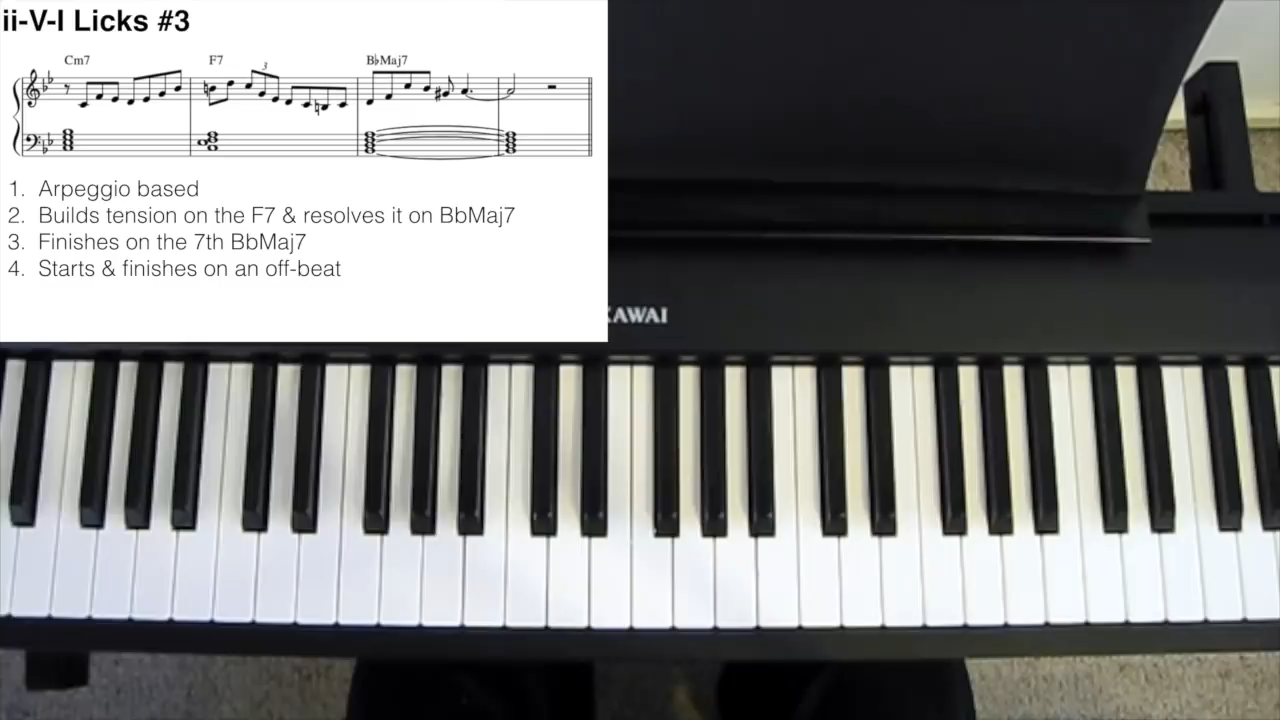 ii-V-I Licks #3
Cm7 F7 B♭Maj7
3
1. Arpeggio based
2. Builds tension on the F7 & resolves it on BbMaj7
3. Finishes on the 7th BbMaj7
4. Starts & finishes on an off-beat
KAWAI